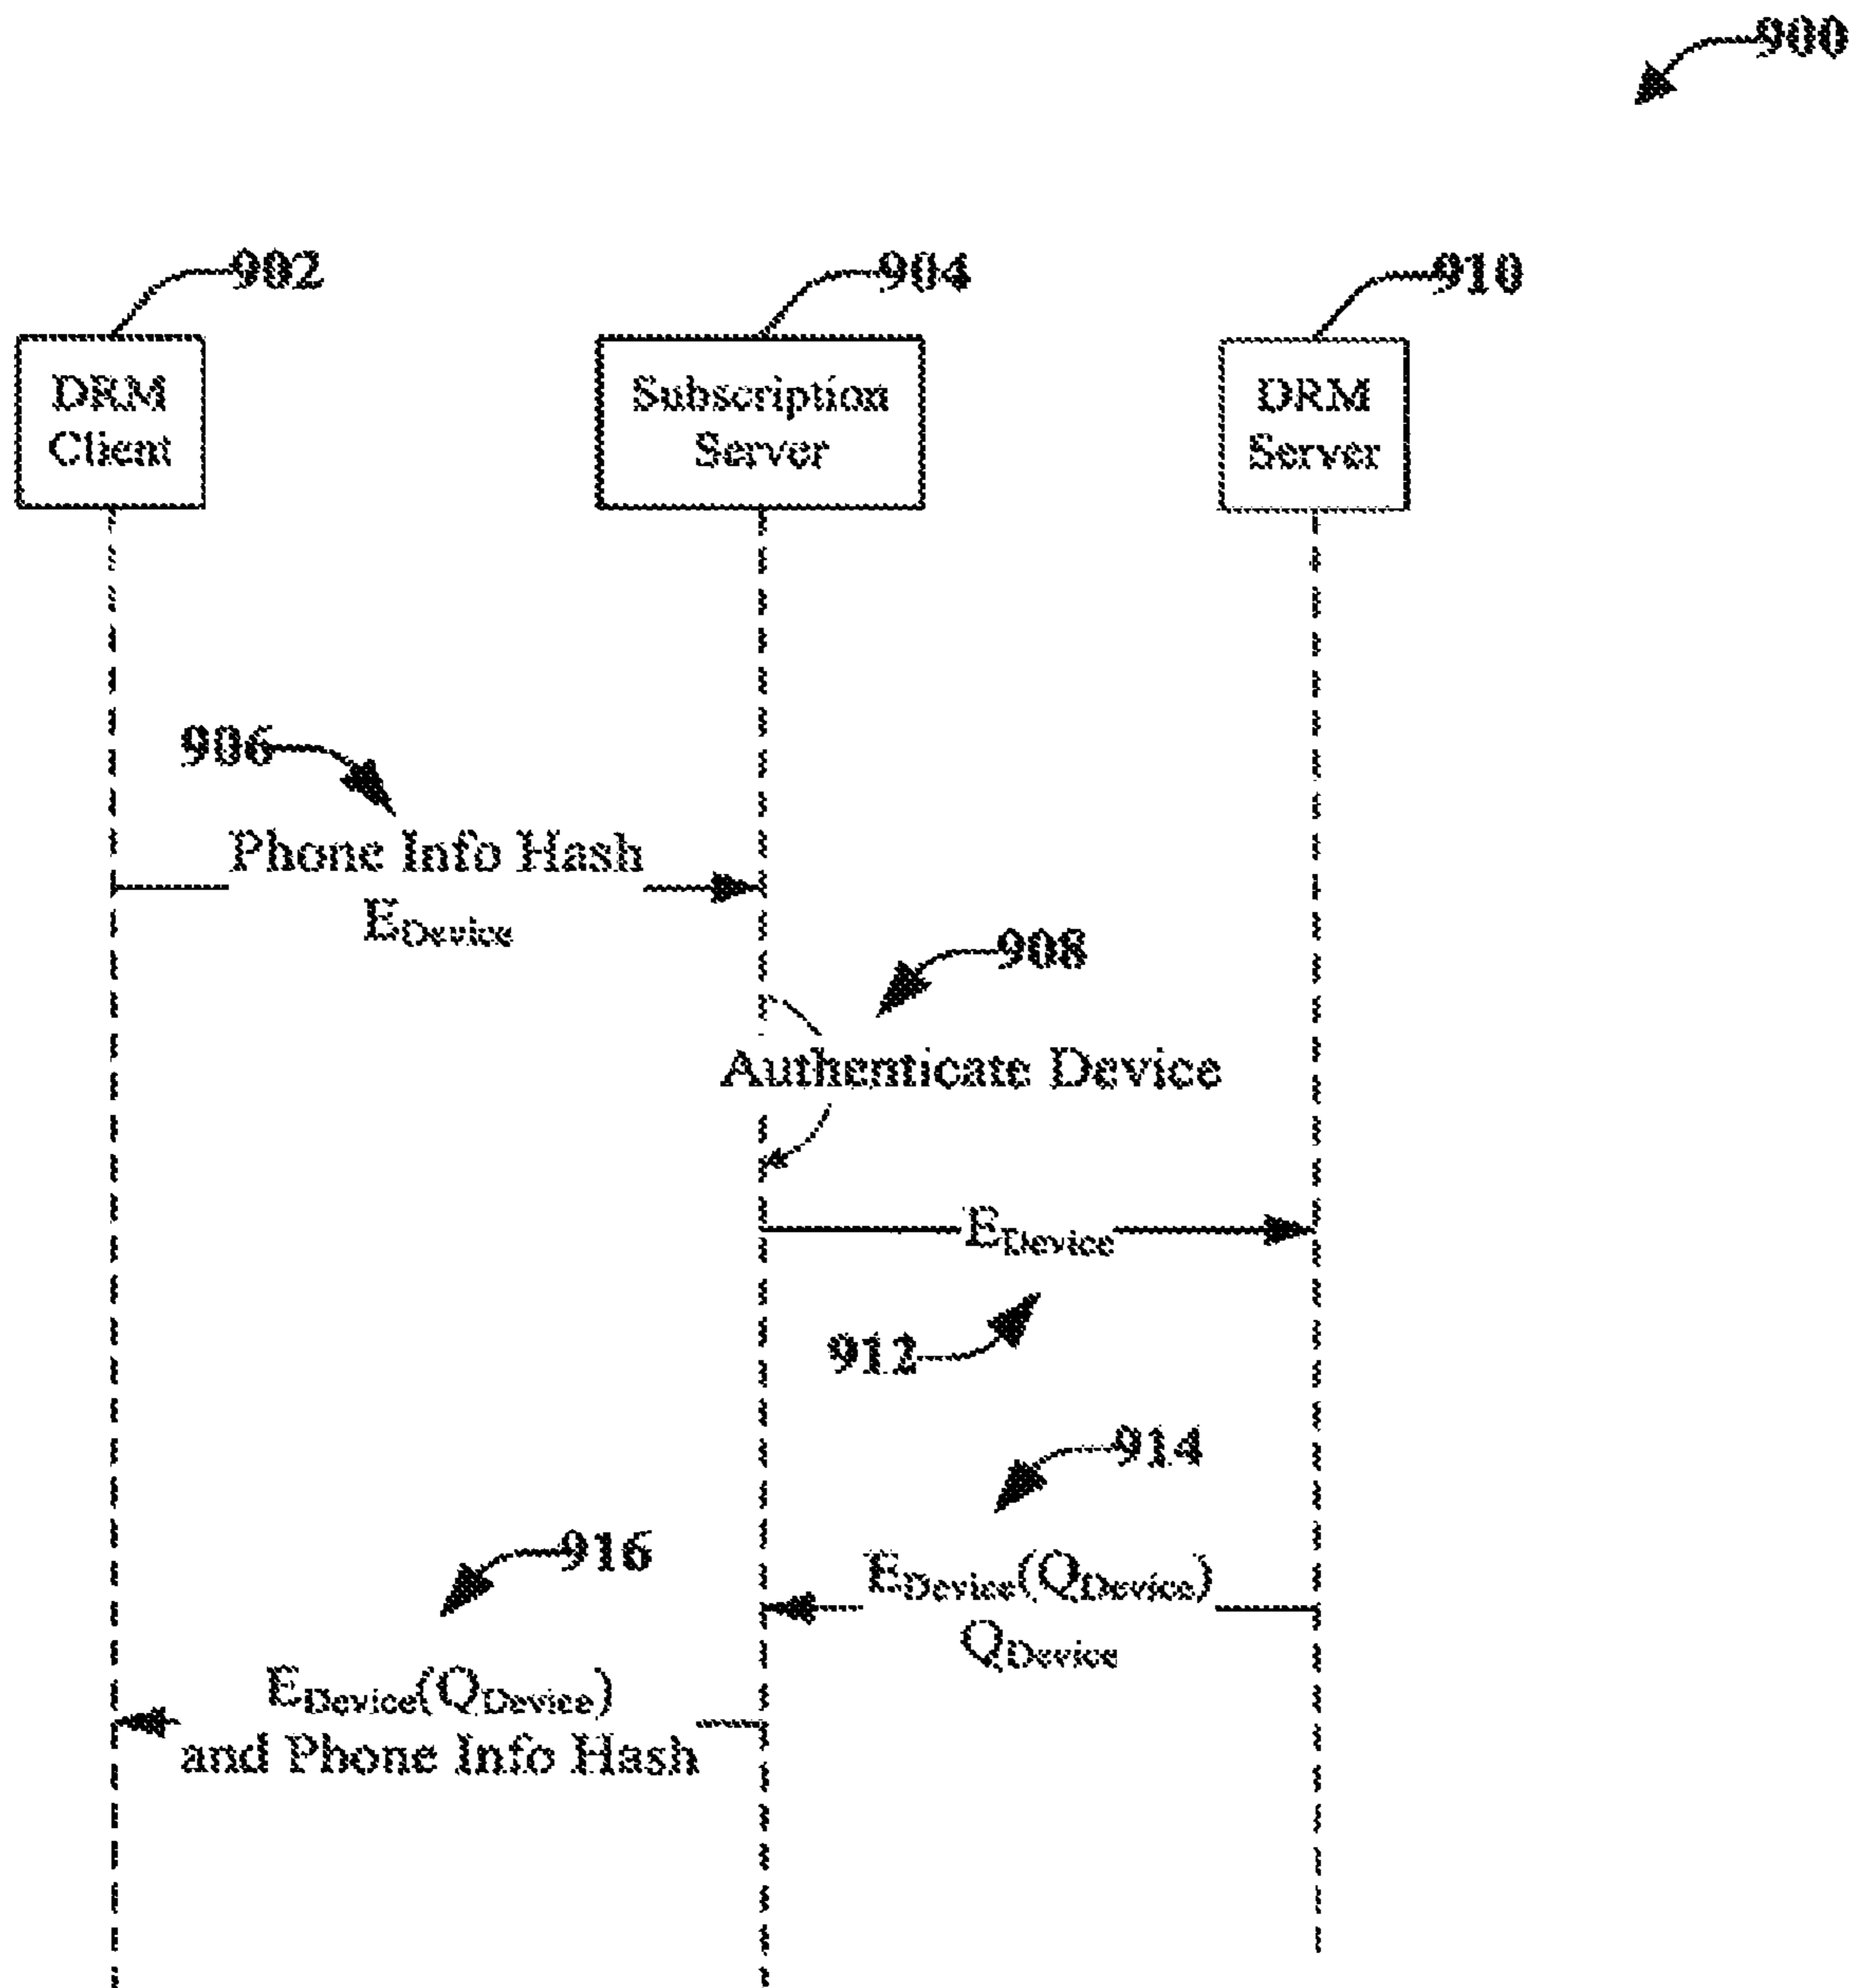 900
902
904
910
DRM
Client
Subscription
Server
DRM
Server
906
Phone Info Hash
EDevice
908
Authenticate Device
EDevice
912
914
EDevice(QDevice)
QDevice
916
EDevice(QDevice)
and Phone Info Hash